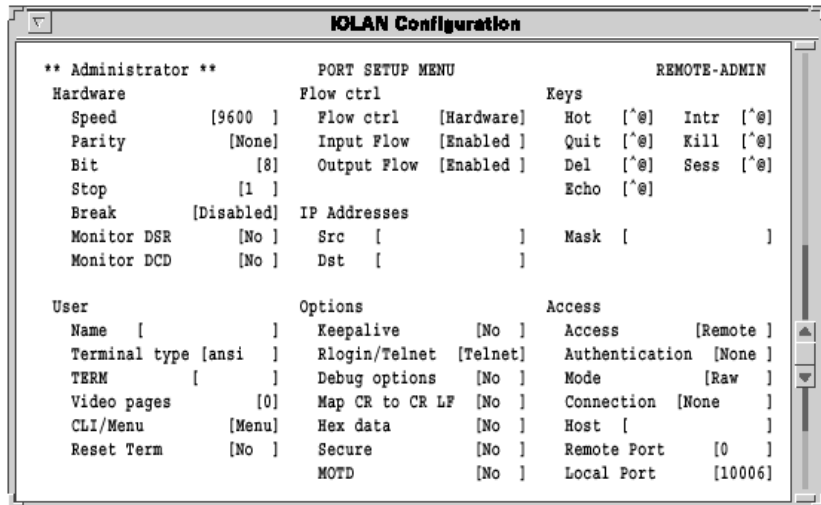 IOLAN Configuration
** Administrator ** PORT SETUP MENU REMOTE-ADMIN
Hardware Flow ctrl Keys
Speed [9600 ] Flow ctrl [Hardware] Hot [^@] Intr [^@]
Parity [None] Input Flow [Enabled ] Quit [^@] Kill [^@]
Bit [8] Output Flow [Enabled ] Del [^@] Sess [^@]
Stop [1 ] Echo [^@]
Break [Disabled] IP Addresses
Monitor DSR [No ] Src [ ] Mask [ ]
Monitor DCD [No ] Dst [ ]
User Options Access
Name [ ] Keepalive [No ] Access [Remote ]
Terminal type [ansi ] Rlogin/Telnet [Telnet] Authentication [None ]
TERM [ ] Debug options [No ] Mode [Raw ]
Video pages [0] Map CR to CR LF [No ] Connection [None ]
CLI/Menu [Menu] Hex data [No ] Host [ ]
Reset Term [No ] Secure [No ] Remote Port [0 ]
MOTD [No ] Local Port [10006]